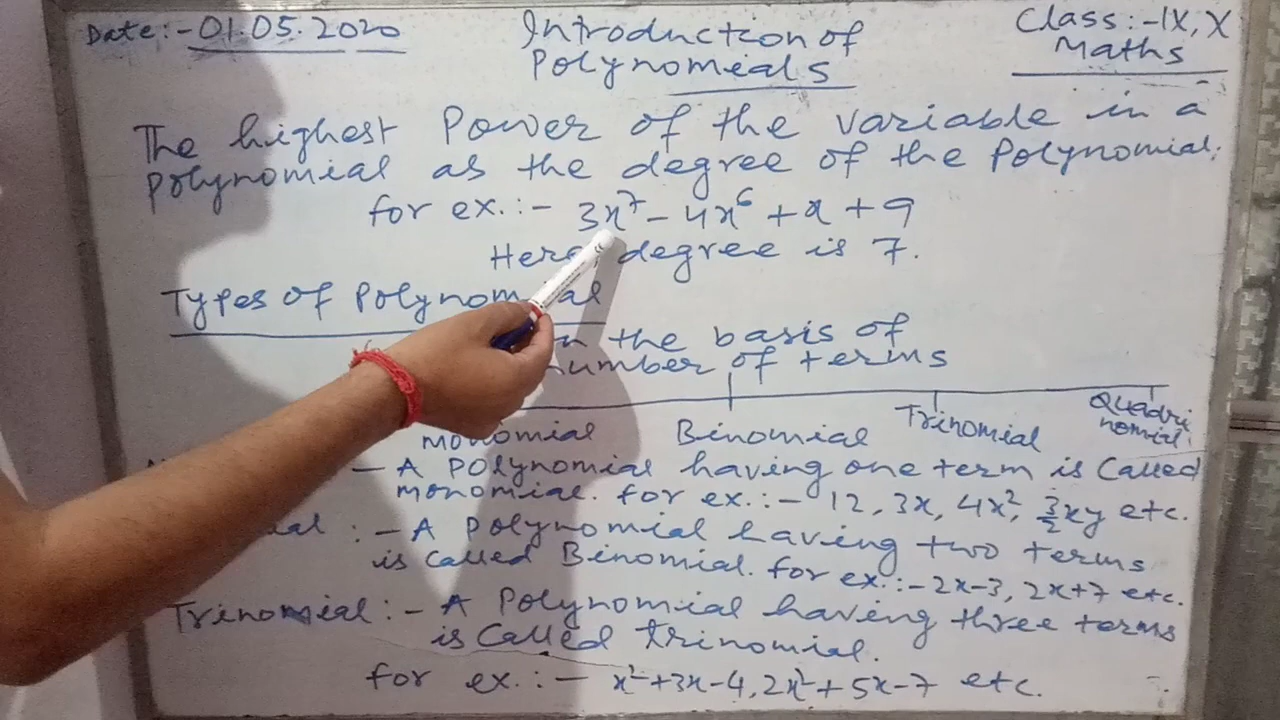 Date:-01.05.2020
Introduction of
Polynomials
Class:-IX, X
Maths
The highest Power of the variable in a
polynomial as the degree of the Polynomial.
for ex.:- 3x⁷ - 4x⁶ + x + 9
Here, degree is 7.
Types of Polynomial
n the basis of
number of terms
Monomial Binomial Trinomial Quadri
nomial
- A Polynomial having one term is Called
monomial. for ex.:- 12, 3x, 4x², 3/2xy etc.
ial :- A Polynomial having two terms
is called Binomial. for ex.:- 2x-3, 2x+7 etc.
Trinomial:- A Polynomial having three terms
is Called trinomial.
for ex.:- x²+3x-4, 2x²+5x-7 etc.